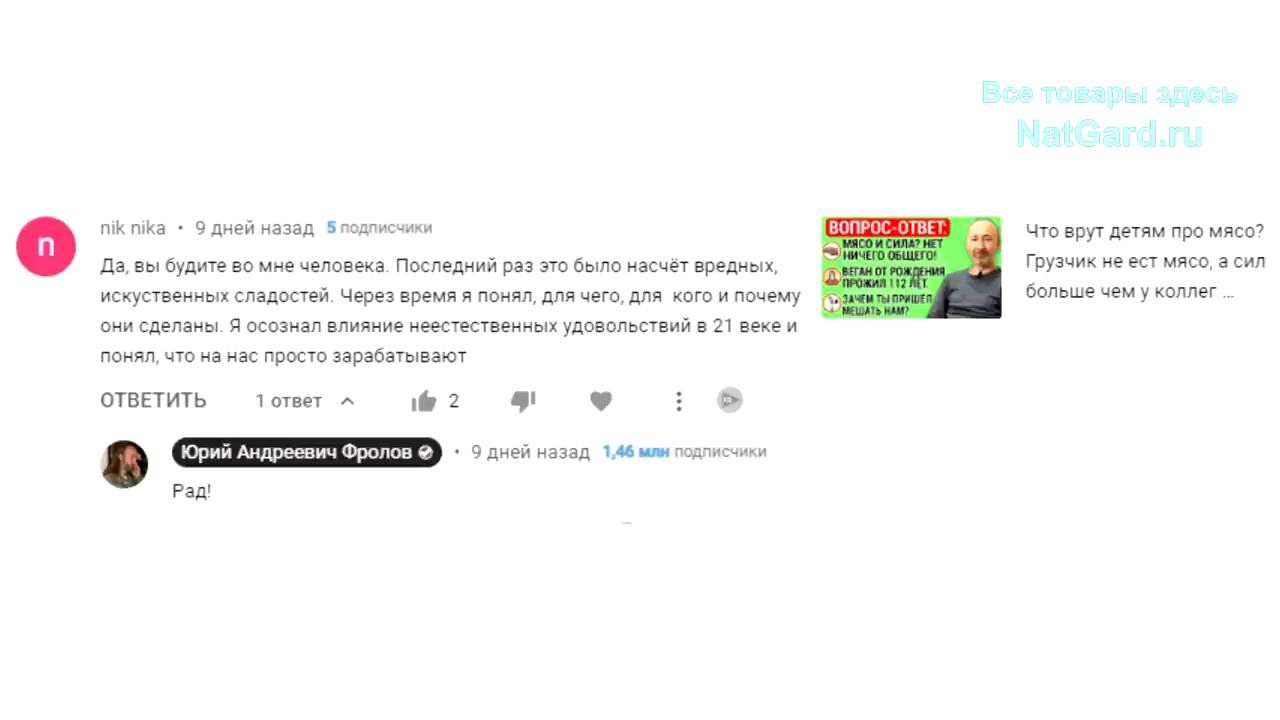 Все товары здесь
NatGard.ru
n
nik nika • 9 дней назад 5 подписчики
Да, вы будите во мне человека. Последний раз это было насчёт вредных,
искуственных сладостей. Через время я понял, для чего, для кого и почему
они сделаны. Я осознал влияние неестественных удовольствий в 21 веке и
понял, что на нас просто зарабатывают
ОТВЕТИТЬ 1 ответ 2
Юрий Андреевич Фролов • 9 дней назад 1,46 млн подписчики
Рад!
ВОПРОС-ОТВЕТ:
МЯСО И СИЛА? НЕТ
НИЧЕГО ОБЩЕГО!
ВЕГАН ОТ РОЖДЕНИЯ
ПРОЖИЛ 112 ЛЕТ.
ЗАЧЕМ ТЫ ПРИШЁЛ
МЕШАТЬ НАМ?
Что врут детям про мясо?
Грузчик не ест мясо, а сил
больше чем у коллег ...